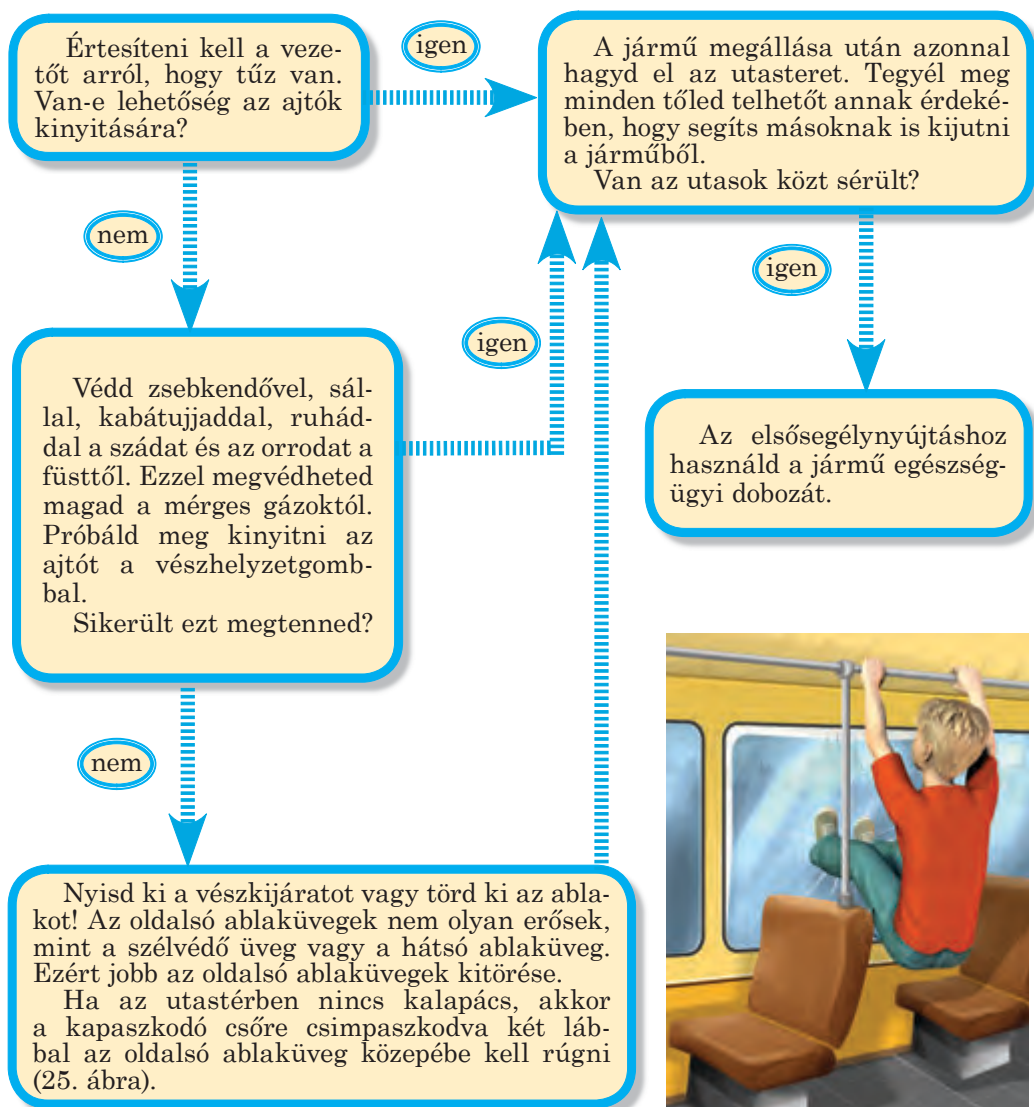 Értesíteni kell a veze-
tőt arról, hogy tűz van.
Van-e lehetőség az ajtók
kinyitására?
igen
A jármű megállása után azonnal
hagyd el az utasteret. Tegyél meg
minden tőled telhetőt annak érdeké-
ben, hogy segíts másoknak is kijutni
a járműből.
Van az utasok közt sérült?
nem
igen
igen
Védd zsebkendővel, sál-
lal, kabátujjaddal, ruhád-
dal a szádat és az orrodat a
füsttől. Ezzel megvédheted
magad a mérges gázoktól.
Próbáld meg kinyitni az
ajtót a vészhelyzetgomb-
bal.
Sikerült ezt megtenned?
Az elsősegélynyújtáshoz
használd a jármű egészség-
ügyi dobozát.
nem
Nyisd ki a vészkijáratot vagy törd ki az abla-
kot! Az oldalsó ablaküvegek nem olyan erősek,
mint a szélvédő üveg vagy a hátsó ablaküveg.
Ezért jobb az oldalsó ablaküvegek kitörése.
Ha az utastérben nincs kalapács, akkor
a kapaszkodó csőre csimpaszkodva két láb-
bal az oldalsó ablaküveg közepébe kell rúgni
(25. ábra).